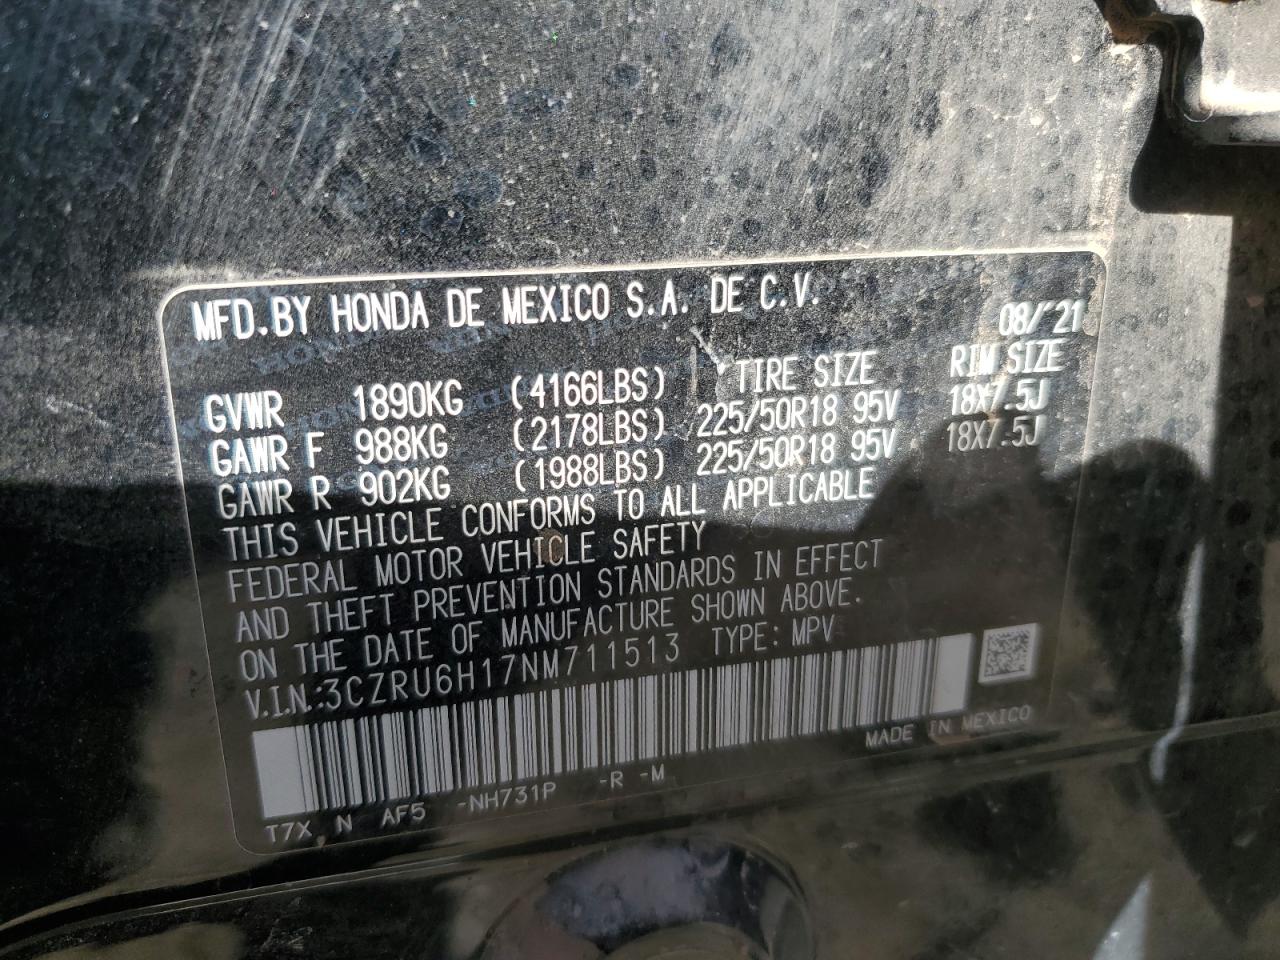 MFD.BY HONDA DE MEXICO S.A. DE C.V.
08/'21
GVWR 1890KG (4166LBS) TIRE SIZE RIM SIZE
GAWR F 988KG (2178LBS) 225/50R18 95V 18X7.5J
GAWR R 902KG (1988LBS) 225/50R18 95V 18X7.5J
THIS VEHICLE CONFORMS TO ALL APPLICABLE
FEDERAL MOTOR VEHICLE SAFETY
AND THEFT PREVENTION STANDARDS IN EFFECT
ON THE DATE OF MANUFACTURE SHOWN ABOVE.
V.I.N.:3CZRU6H17NM711513 TYPE: MPV
MADE IN MEXICO
T7X N AF5 -NH731P -R -M